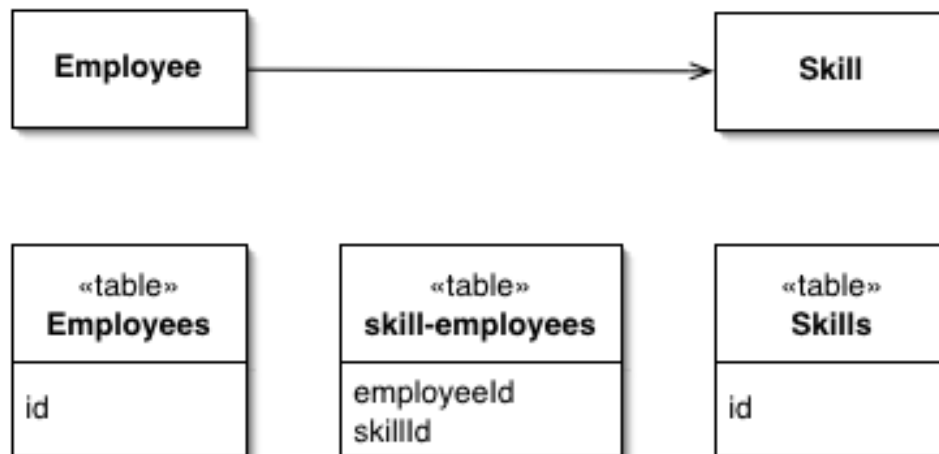 Employee
Skill
«table»
Employees
id
«table»
skill-employees
employeeId
skillId
«table»
Skills
id